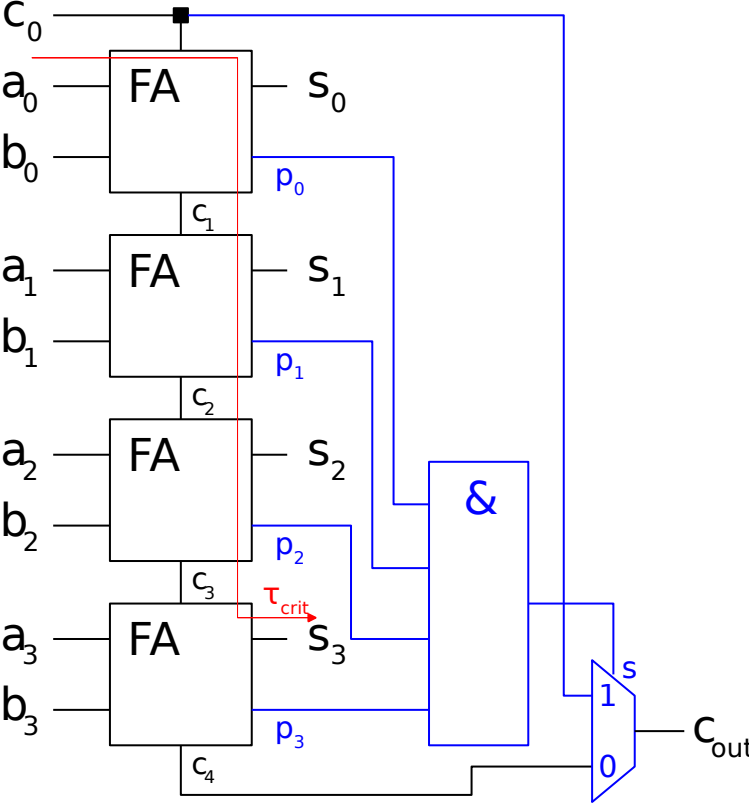 c0
a0 FA s0
b0 p0
c1
a1 FA s1
b1 p1
c2
a2 FA s2
b2 p2 &
c3
τcrit
a3 FA s3
s
1
b3 p3
cout
c4 0